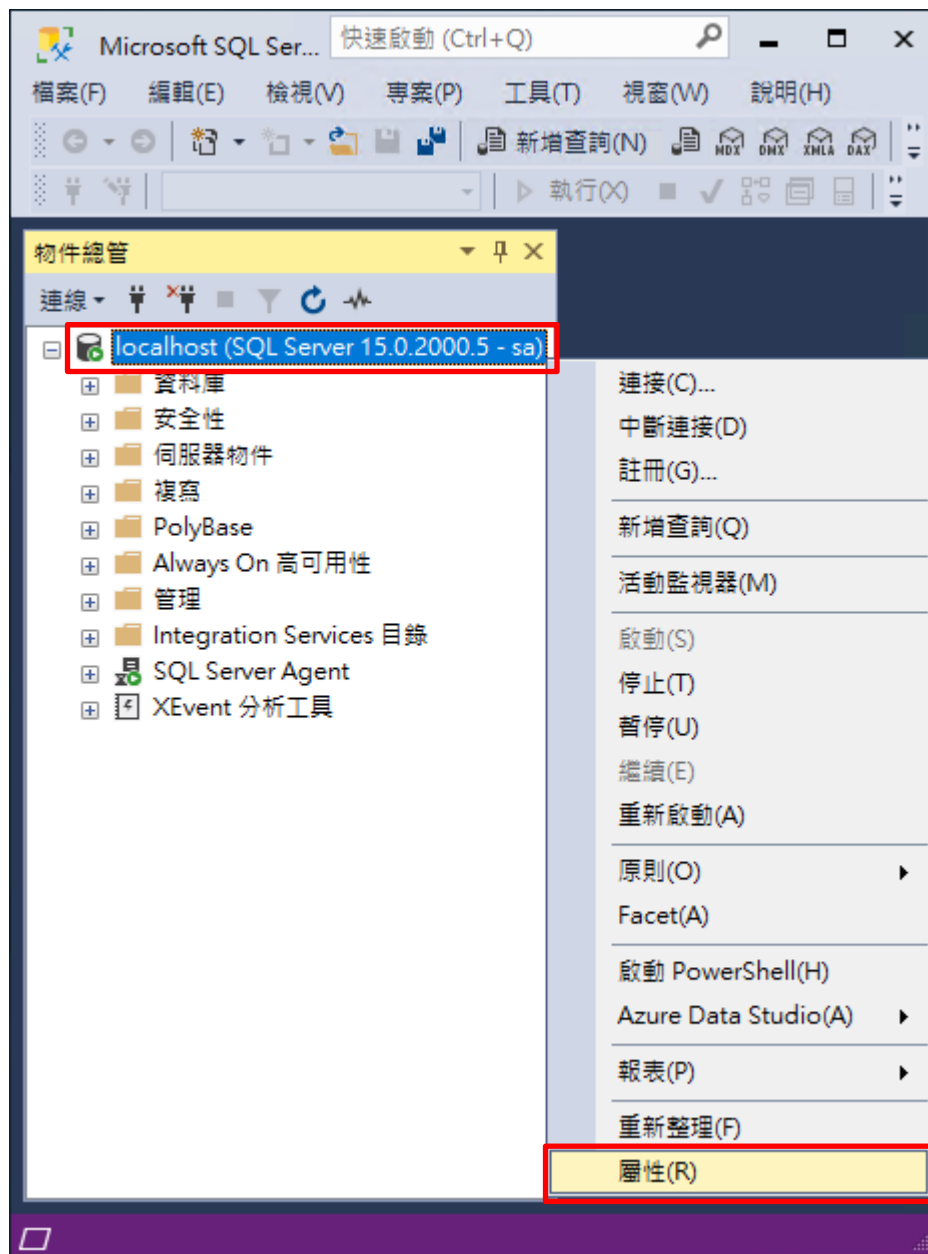 Microsoft SQL Ser... 快速啟動 (Ctrl+Q)
檔案(F) 編輯(E) 檢視(V) 專案(P) 工具(T) 視窗(W) 說明(H)
新增查詢(N) MDX DMX XMLA DAX
執行(X)
物件總管
連線
localhost (SQL Server 15.0.2000.5 - sa)
資料庫
安全性
伺服器物件
複寫
PolyBase
Always On 高可用性
管理
Integration Services 目錄
SQL Server Agent
XEvent 分析工具
連接(C)...
中斷連接(D)
註冊(G)...
新增查詢(Q)
活動監視器(M)
啟動(S)
停止(T)
暫停(U)
繼續(E)
重新啟動(A)
原則(O)
Facet(A)
啟動 PowerShell(H)
Azure Data Studio(A)
報表(P)
重新整理(F)
屬性(R)